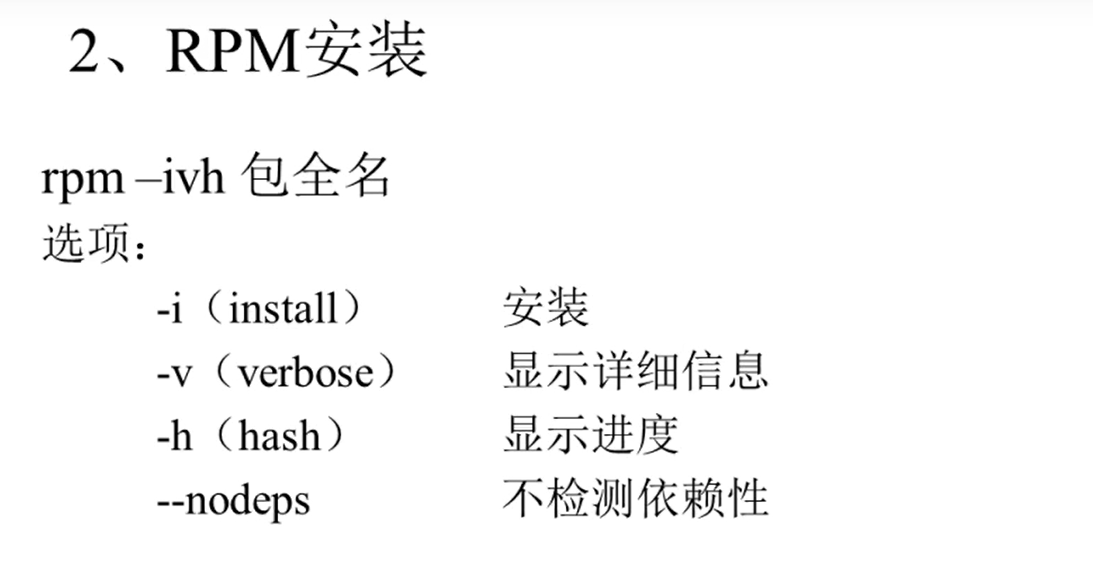 2、RPM安装
rpm –ivh 包全名
选项：
-i（install） 安装
-v（verbose） 显示详细信息
-h（hash） 显示进度
--nodeps 不检测依赖性